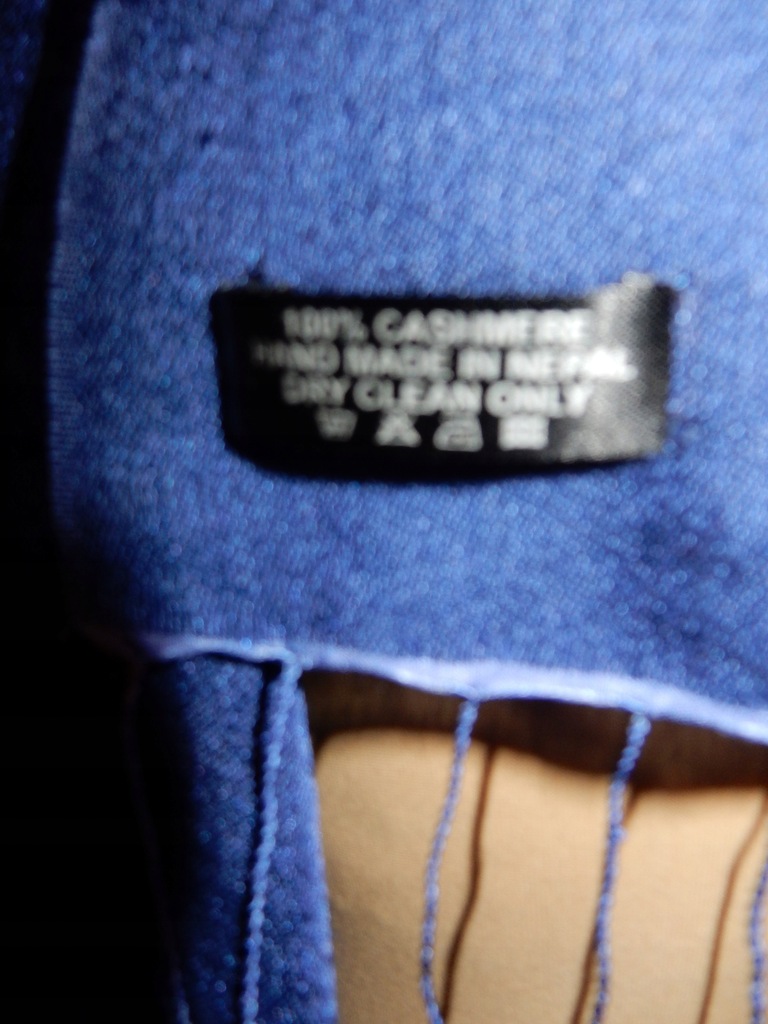 100% CASHMERE
HAND MADE IN NEPAL
DRY CLEAN ONLY